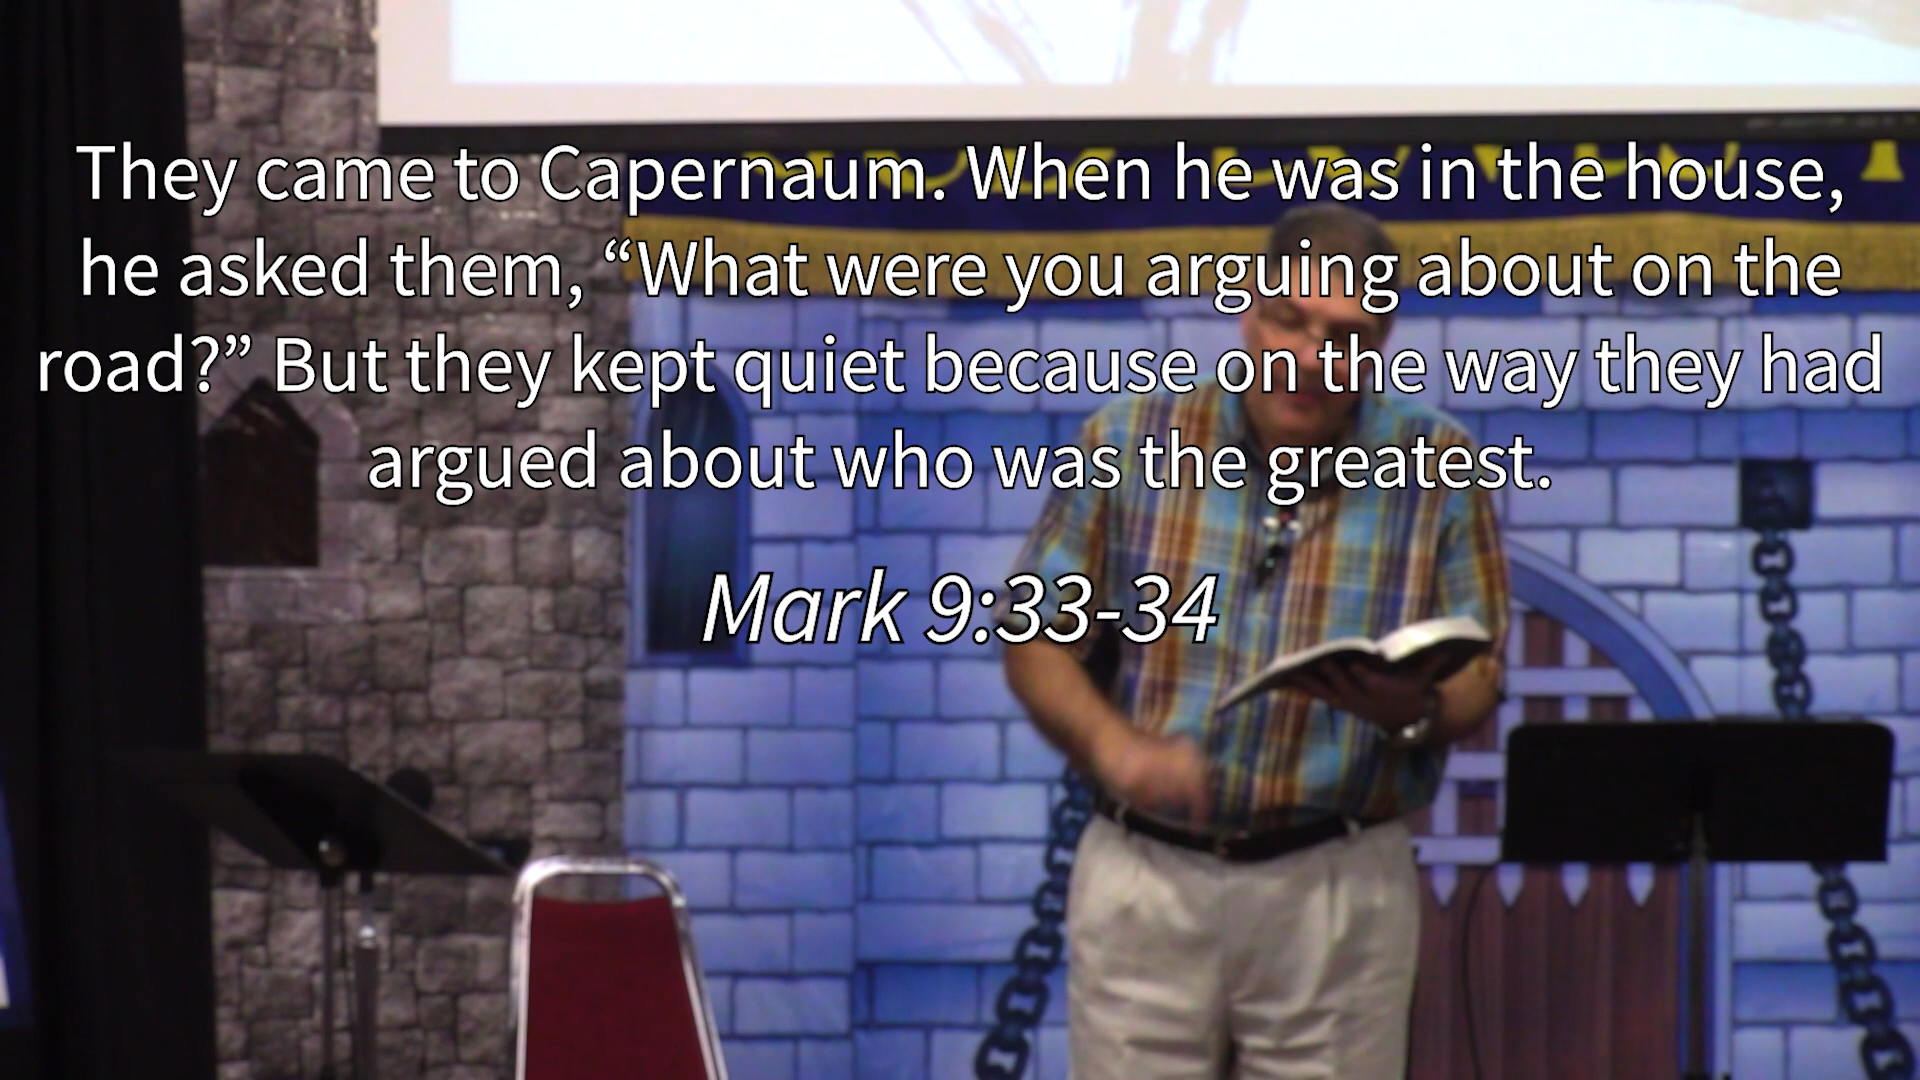 They came to Capernaum. When he was in the house,
he asked them, “What were you arguing about on the
road?” But they kept quiet because on the way they had
argued about who was the greatest.
Mark 9:33-34